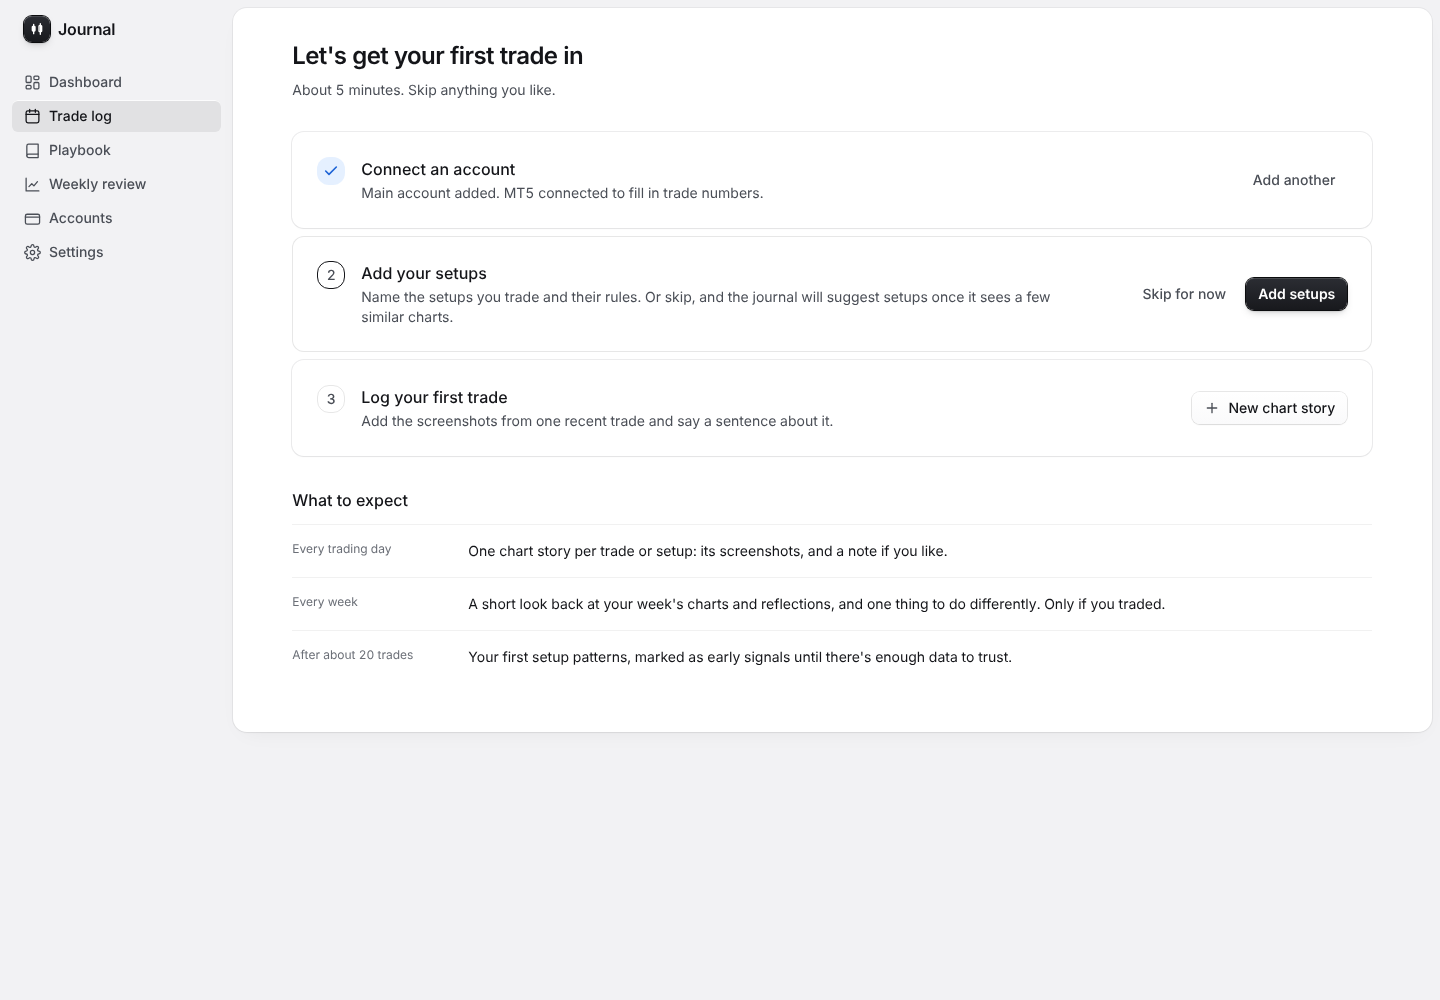 Journal
Dashboard
Trade log
Playbook
Weekly review
Accounts
Settings
Let's get your first trade in
About 5 minutes. Skip anything you like.
Connect an account
Main account added. MT5 connected to fill in trade numbers.
Add another
2
Add your setups
Name the setups you trade and their rules. Or skip, and the journal will suggest setups once it sees a few
similar charts.
Skip for now
Add setups
3
Log your first trade
Add the screenshots from one recent trade and say a sentence about it.
New chart story
What to expect
Every trading day
One chart story per trade or setup: its screenshots, and a note if you like.
Every week
A short look back at your week's charts and reflections, and one thing to do differently. Only if you traded.
After about 20 trades
Your first setup patterns, marked as early signals until there's enough data to trust.